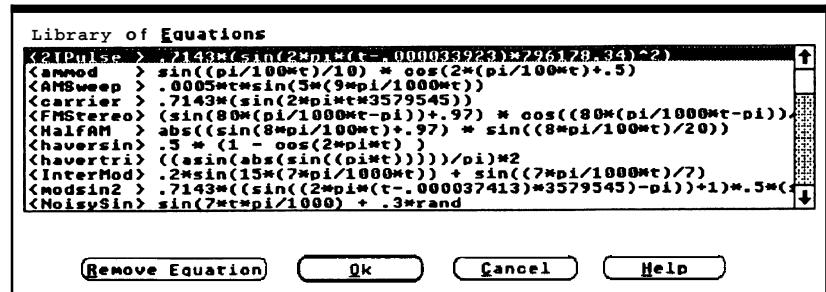 Library of Equations
<2IPulse > .7143*(sin(2*pi*(t-.000033923)*796178.34)^2)
<ammod   > sin((pi/100*t)/10) * cos(2*(pi/100*t)+.5)
<AMSweep > .0005*t*sin(5*(9*pi/1000*t))
<carrier > .7143*(sin(2*pi*t*3579545))
<FMStereo> (sin(80*(pi/1000*t-pi))+.97) * cos((80*(pi/1000*t-pi))/
<HalfAM  > abs((sin(8*pi/100*t)+.97) * sin((8*pi/100*t)/20))
<haversin> .5 * (1 - cos(2*pi*t) )
<havertri> ((asin(abs(sin((pi*t)))))/pi)*2
<InterMod> .2*sin(15*(7*pi/1000*t)) + sin((7*pi/1000*t)/7)
<modsin2 > .7143*((sin((2*pi*(t-.000037413)*3579545)-pi))+1)*.5*(s
<NoisySin> sin(7*t*pi/1000) + .3*rand
Remove Equation Ok Cancel Help